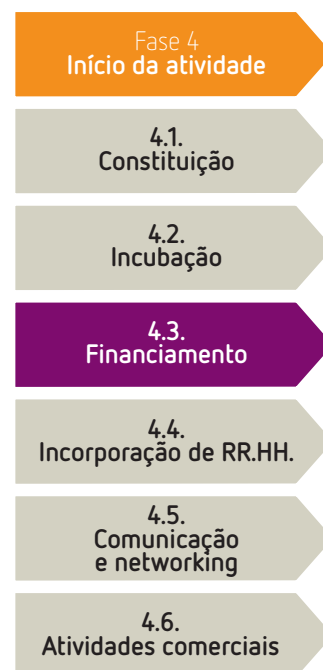 Fase 4
Início da atividade
4.1.
Constituição
4.2.
Incubação
4.3.
Financiamento
4.4.
Incorporação de RR.HH.
4.5.
Comunicação
e networking
4.6.
Atividades comerciais